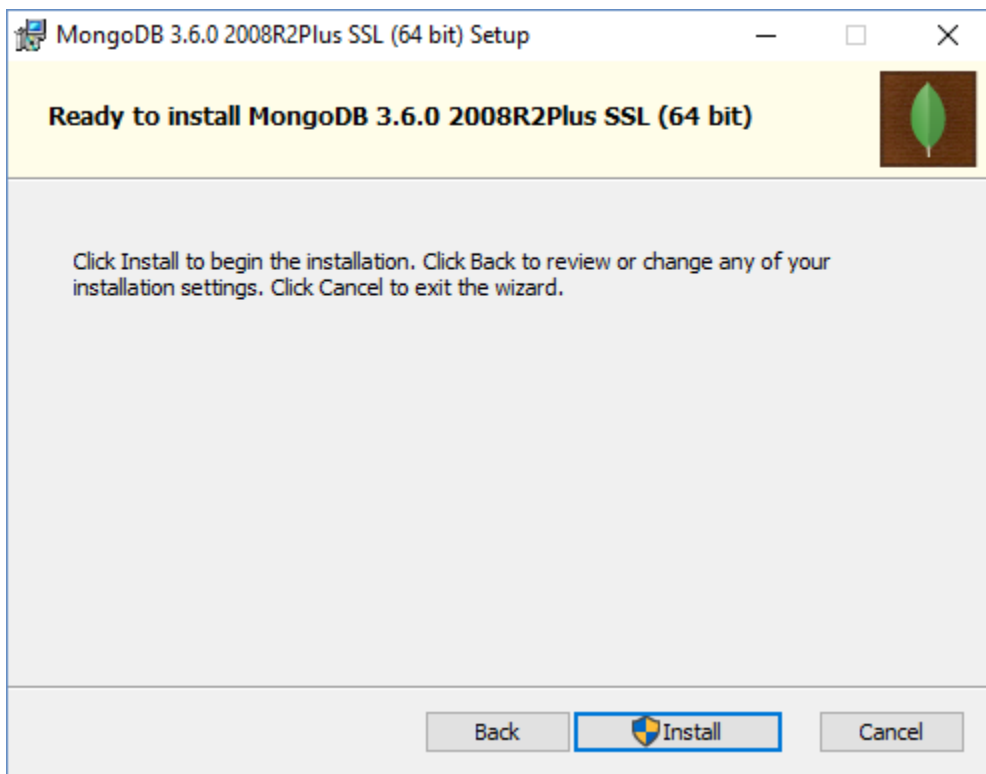 MongoDB 3.6.0 2008R2Plus SSL (64 bit) Setup
Ready to install MongoDB 3.6.0 2008R2Plus SSL (64 bit)
Click Install to begin the installation. Click Back to review or change any of your
installation settings. Click Cancel to exit the wizard.
Back
Install
Cancel